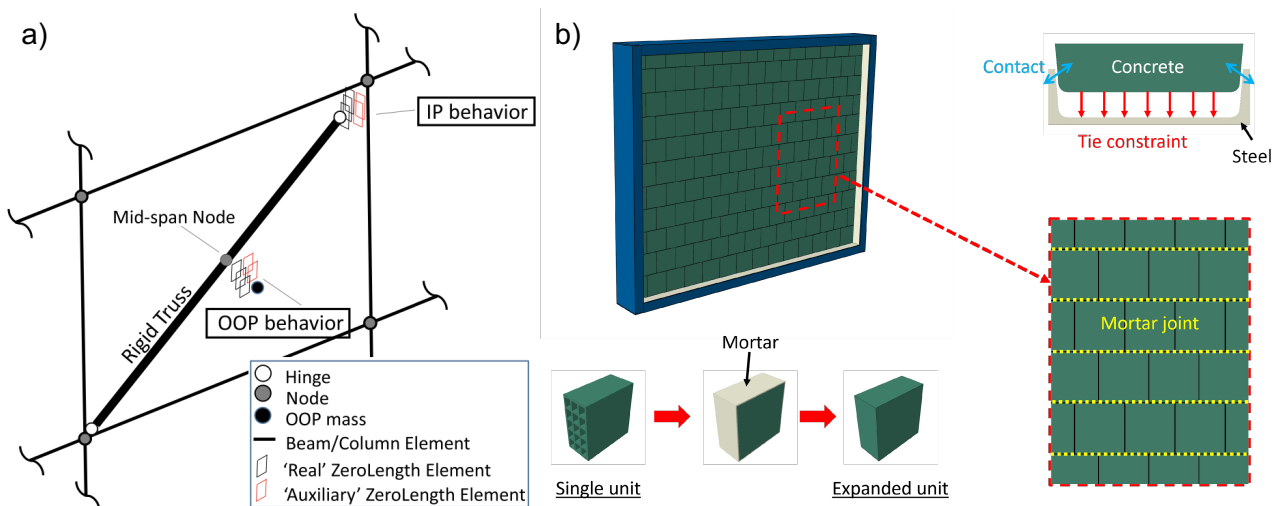 a)
IP behavior
Mid-span Node
OOP behavior
Rigid Truss
Hinge
Node
OOP mass
Beam/Column Element
‘Real’ ZeroLength Element
‘Auxiliary’ ZeroLength Element
b)
Contact
Concrete
Tie constraint
Steel
Mortar joint
Mortar
Single unit
Expanded unit